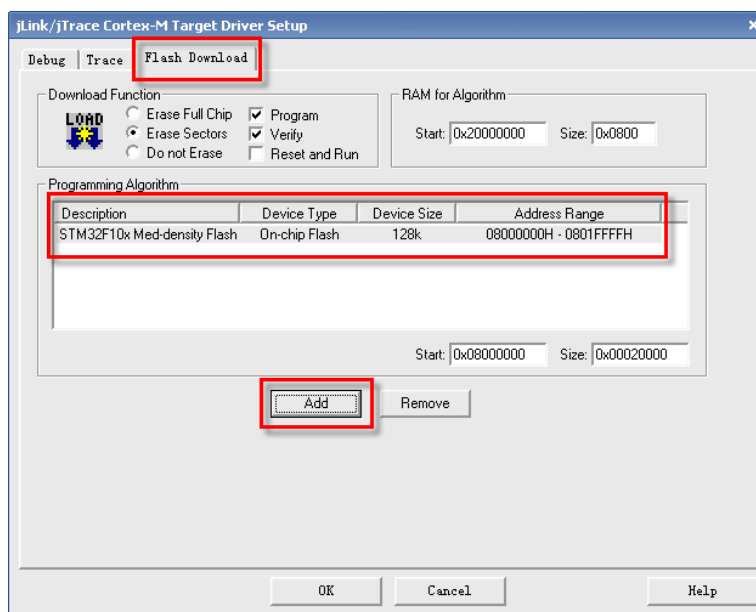 jLink/jTrace Cortex-M Target Driver Setup
Debug Trace Flash Download
Download Function
LOAD
Erase Full Chip Program
Erase Sectors Verify
Do not Erase Reset and Run
RAM for Algorithm
Start: 0x20000000 Size: 0x0800
Programming Algorithm
Description Device Type Device Size Address Range
STM32F10x Med-density Flash On-chip Flash 128k 08000000H - 0801FFFFH
Start: 0x08000000 Size: 0x00020000
Add Remove
OK Cancel Help